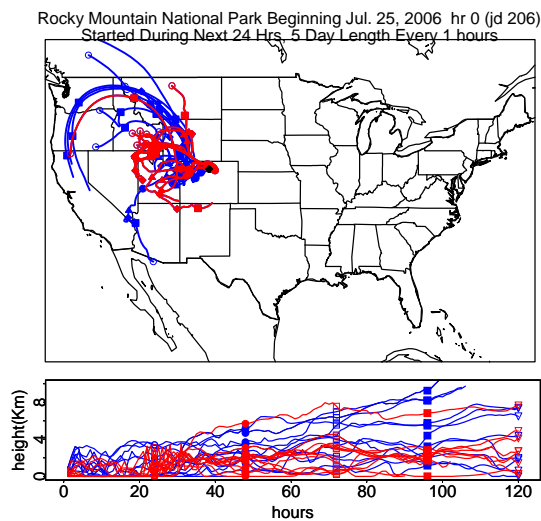 Rocky Mountain National Park Beginning Jul. 25, 2006 hr 0 (jd 206)
Started During Next 24 Hrs, 5 Day Length Every 1 hours
height(Km)
8
4
0
0 20 40 60 80 100 120
hours